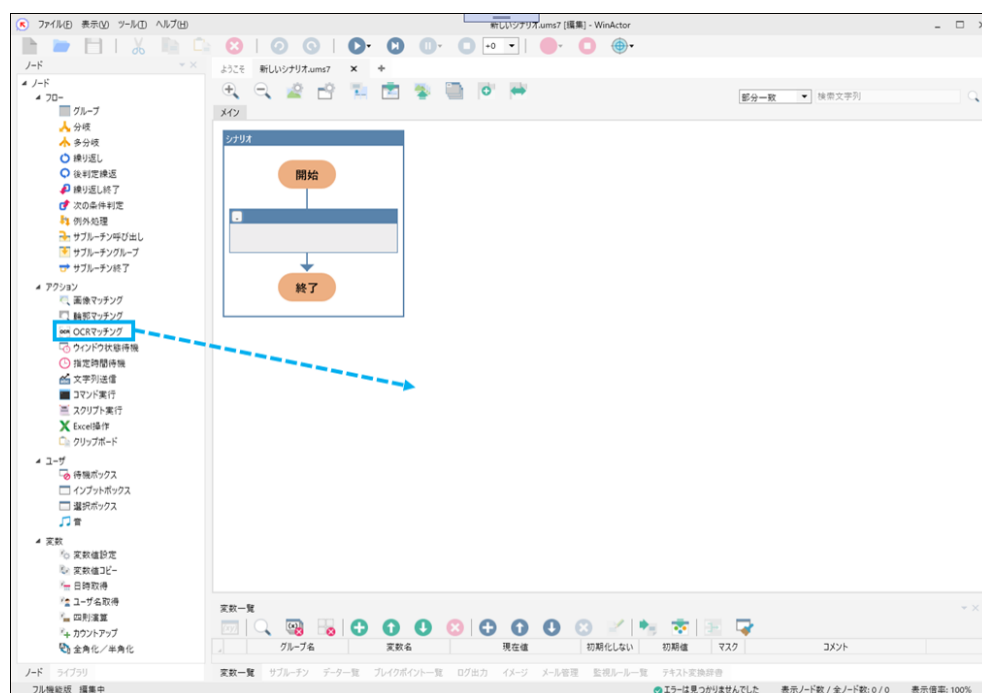 新しいシナリオ.ums7 [編集] - WinActor
ファイル(F) 表示(V) ツール(T) ヘルプ(H)
+0
ノード
ようこそ 新しいシナリオ.ums7
ノード
フロー
グループ
分岐
多分岐
繰り返し
後判定繰返
繰り返し終了
次の条件判定
例外処理
サブルーチン呼び出し
サブルーチングループ
サブルーチン終了
アクション
画像マッチング
輪郭マッチング
OCR OCRマッチング
ウィンドウ状態待機
指定時間待機
文字列送信
コマンド実行
スクリプト実行
Excel操作
クリップボード
ユーザ
待機ボックス
インプットボックス
選択ボックス
音
変数
変数値設定
変数値コピー
日時取得
ユーザ名取得
四則演算
カウントアップ
全角化／半角化
ノード ライブラリ
部分一致 検索文字列
メイン
シナリオ
開始
終了
変数一覧
グループ名 変数名 現在値 初期化しない 初期値 マスク コメント
変数一覧 サブルーチン データ一覧 ブレイクポイント一覧 ログ出力 イメージ メール管理 監視ルール一覧 テキスト変換辞書
フル機能版 編集中 エラーは見つかりませんでした 表示ノード数 / 全ノード数: 0 / 0 表示倍率: 100%